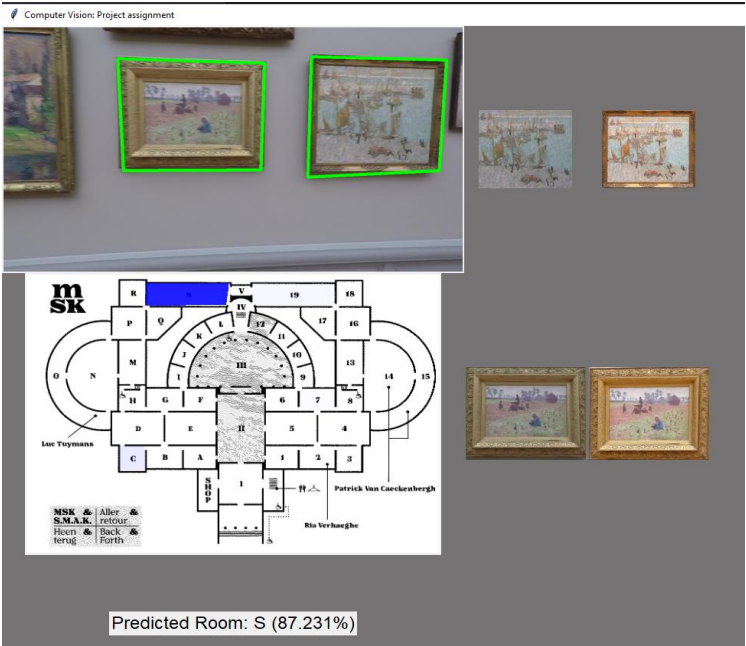 Computer Vision: Project assignment
m
SK
R
S
V
19
18
IV
P
Q
L
12
17
16
K
11
M
J
III
10
13
O
N
I
9
14
15
H
G
F
6
7
8
D
E
II
5
4
Luc Tuymans
C
B
A
1
2
3
SHOP
1
Patrick Van Caeckenbergh
Ria Verhaeghe
MSK & Aller &
S.M.A.K. retour
Heen & Back &
terug Forth
Predicted Room: S (87.231%)